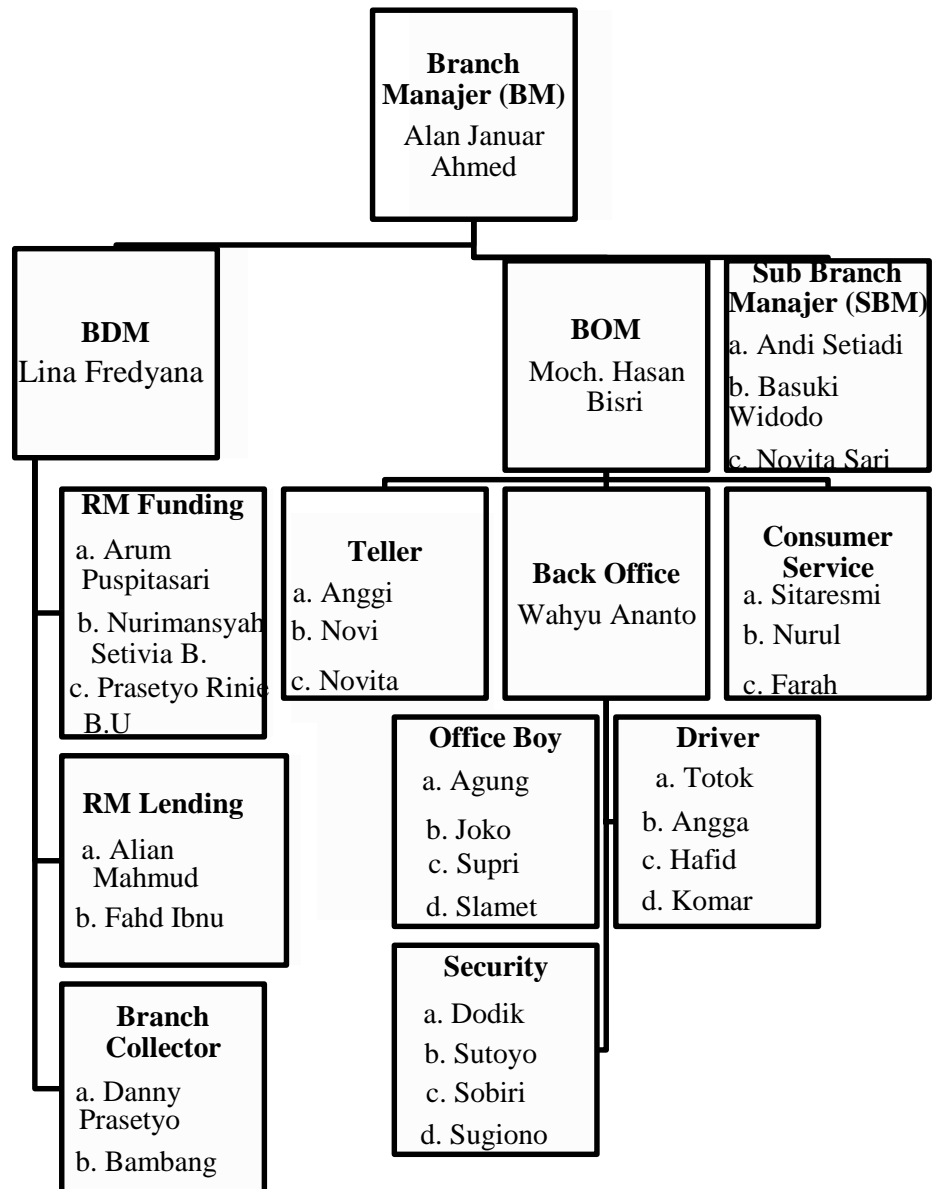 Branch
Manajer (BM)
Alan Januar
Ahmed
BDM
Lina Fredyana
BOM
Moch. Hasan
Bisri
Sub Branch
Manajer (SBM)
a. Andi Setiadi
b. Basuki
Widodo
c. Novita Sari
RM Funding
a. Arum
Puspitasari
b. Nurimansyah
Setivia B.
c. Prasetyo Rinie
B.U
Teller
a. Anggi
b. Novi
c. Novita
Back Office
Wahyu Ananto
Consumer
Service
a. Sitaresmi
b. Nurul
c. Farah
RM Lending
a. Alian
Mahmud
b. Fahd Ibnu
Office Boy
a. Agung
b. Joko
c. Supri
d. Slamet
Driver
a. Totok
b. Angga
c. Hafid
d. Komar
Branch
Collector
a. Danny
Prasetyo
b. Bambang
Security
a. Dodik
b. Sutoyo
c. Sobiri
d. Sugiono